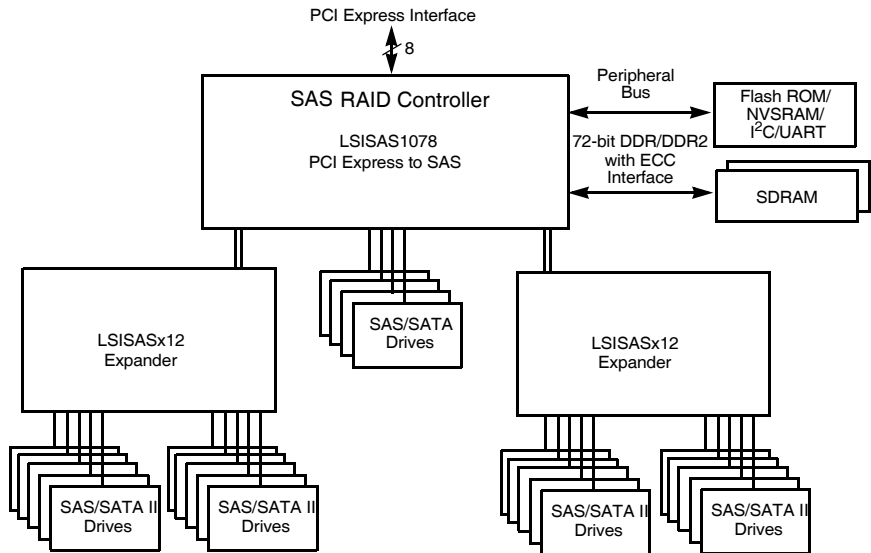 PCI Express Interface
8
SAS RAID Controller
LSISAS1078
PCI Express to SAS
Peripheral
Bus
Flash ROM/
NVSRAM/
I²C/UART
72-bit DDR/DDR2
with ECC
Interface
SDRAM
LSISASx12
Expander
SAS/SATA
Drives
LSISASx12
Expander
SAS/SATA II
Drives
SAS/SATA II
Drives
SAS/SATA II
Drives
SAS/SATA II
Drives